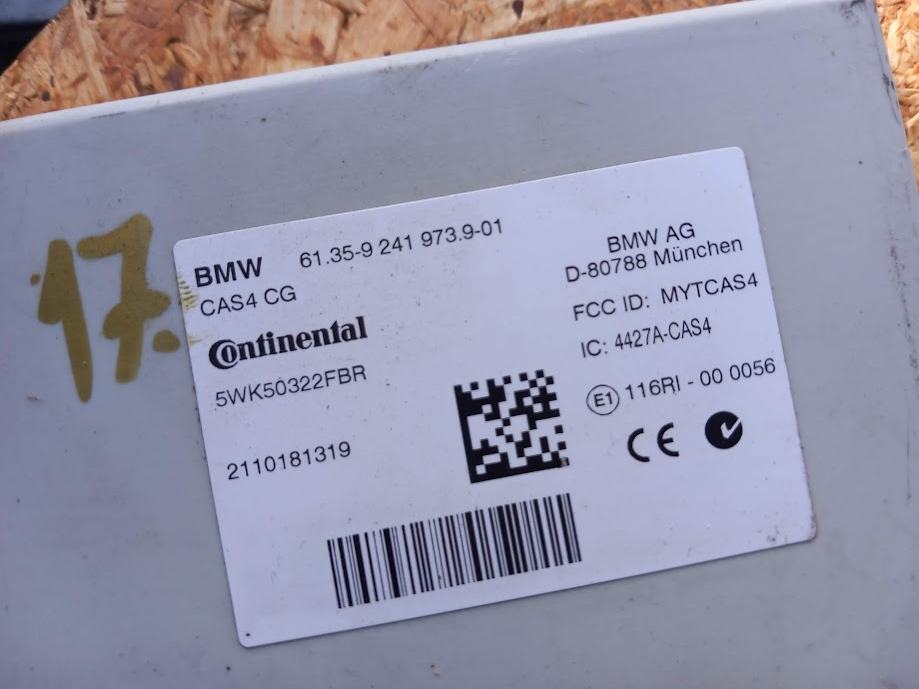 17.
BMW 61.35-9 241 973.9-01
CAS4 CG
Continental
5WK50322FBR
2110181319
BMW AG
D-80788 München
FCC ID: MYTCAS4
IC: 4427A-CAS4
E1 116RI - 00 0056
CE